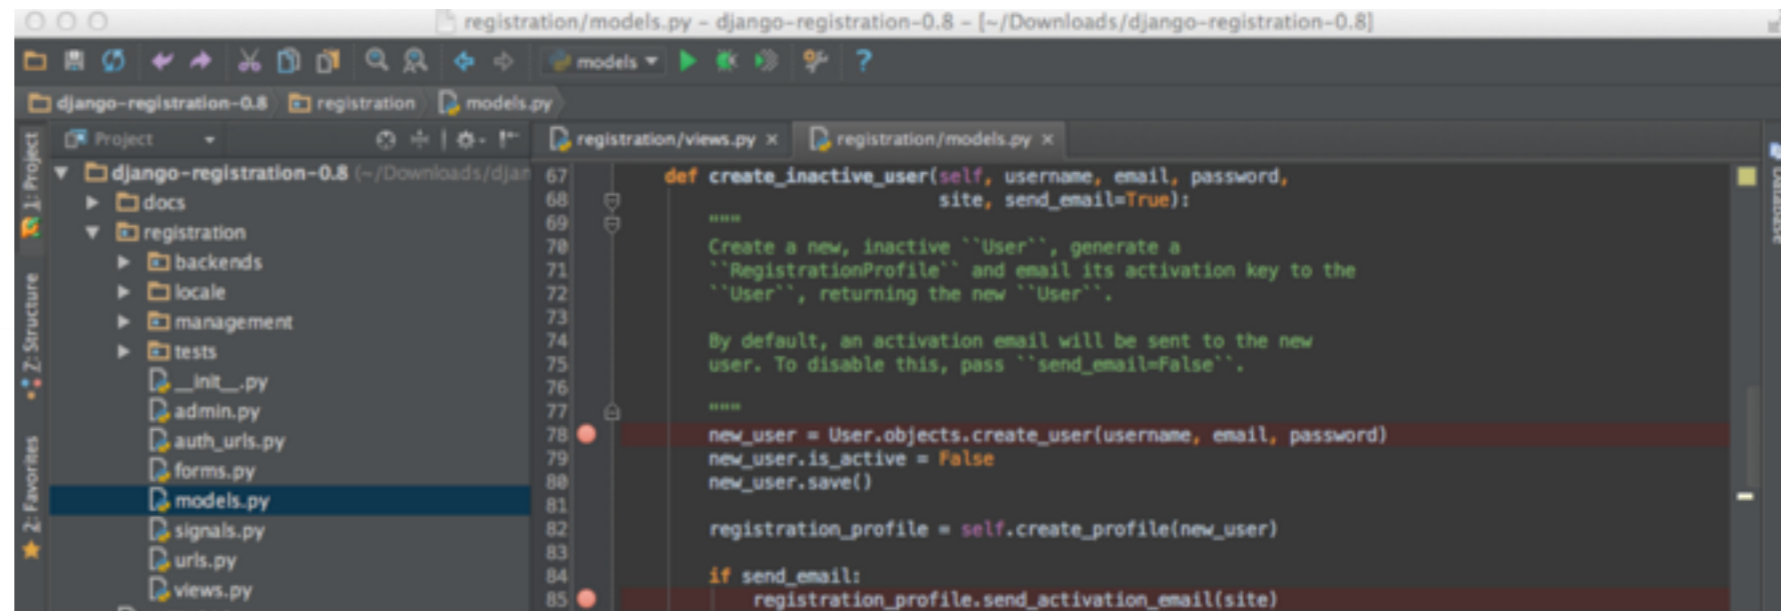 registration/models.py – django-registration-0.8 – [~/Downloads/django-registration-0.8]
models
django-registration-0.8 registration models.py
1: Project
Project
registration/views.py × registration/models.py ×
django-registration-0.8 (~/Downloads/djan
docs
registration
backends
locale
management
tests
__init__.py
admin.py
auth_urls.py
forms.py
models.py
signals.py
urls.py
views.py
Z: Structure
2: Favorites
67 def create_inactive_user(self, username, email, password,
68 site, send_email=True):
69 """
70 Create a new, inactive ``User``, generate a
71 ``RegistrationProfile`` and email its activation key to the
72 ``User``, returning the new ``User``.
73
74 By default, an activation email will be sent to the new
75 user. To disable this, pass ``send_email=False``.
76
77 """
78 new_user = User.objects.create_user(username, email, password)
79 new_user.is_active = False
80 new_user.save()
81
82 registration_profile = self.create_profile(new_user)
83
84 if send_email:
85 registration_profile.send_activation_email(site)
Database